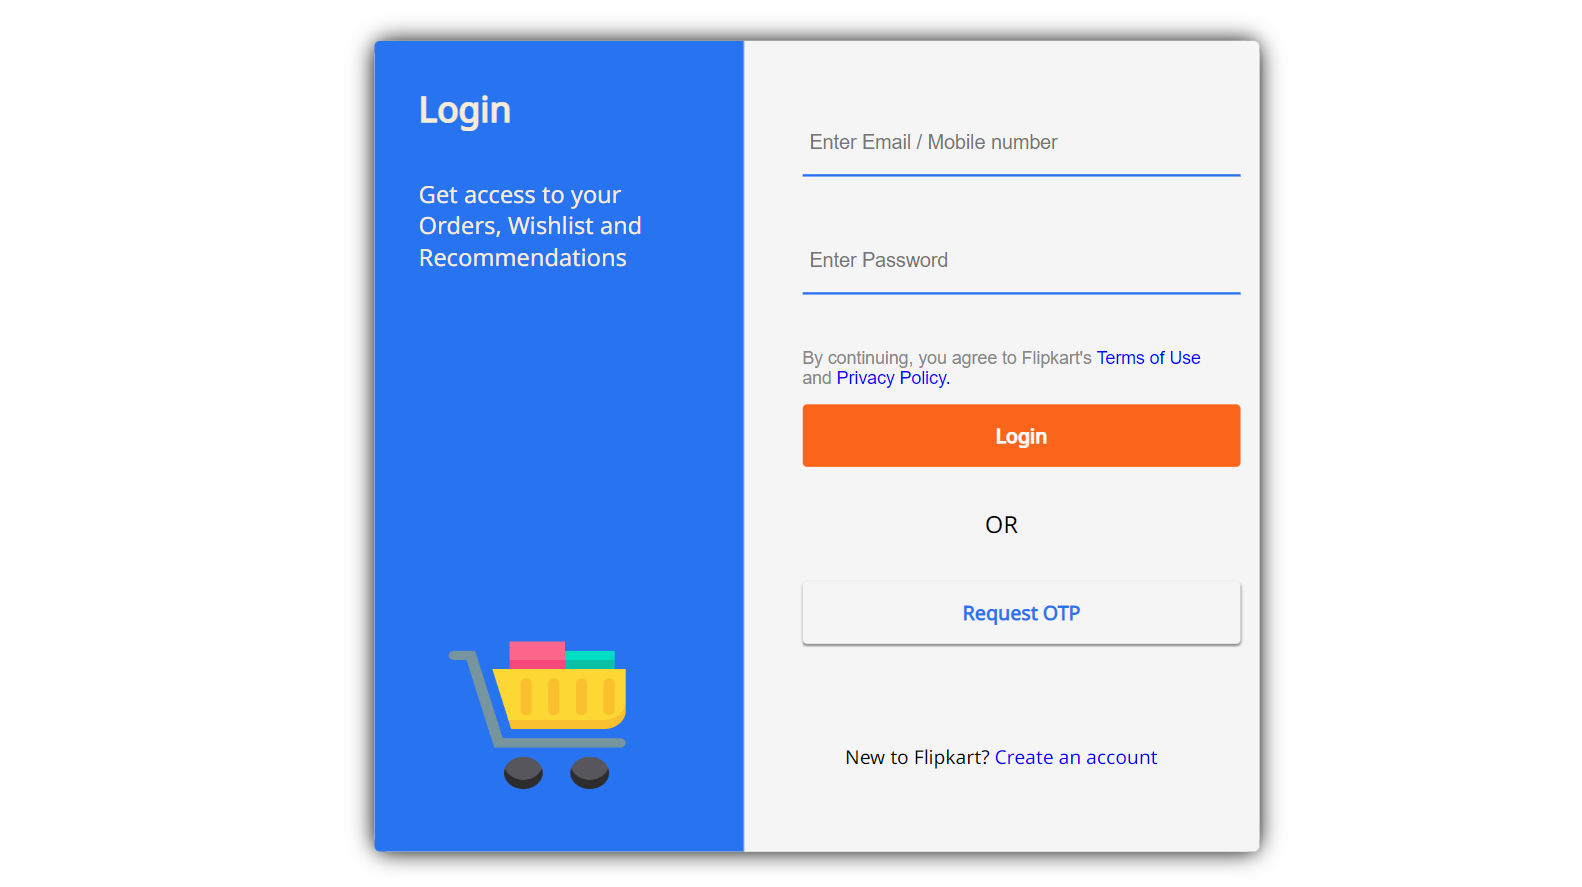 Login
Get access to your
Orders, Wishlist and
Recommendations
Enter Email / Mobile number
Enter Password
By continuing, you agree to Flipkart's Terms of Use
and Privacy Policy.
Login
OR
Request OTP
New to Flipkart? Create an account